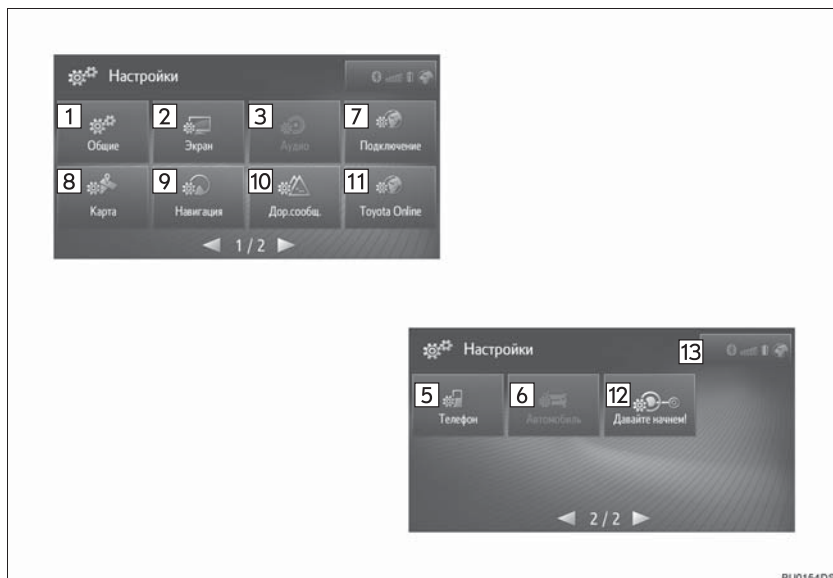 Настройки
1
2
3
7
Общие
Экран
Аудио
Подключение
8
9
10
11
Карта
Навигация
Дор.сообщ.
Toyota Online
1 / 2
Настройки
13
5
6
12
Телефон
Автомобиль
Давайте начнем!
2 / 2